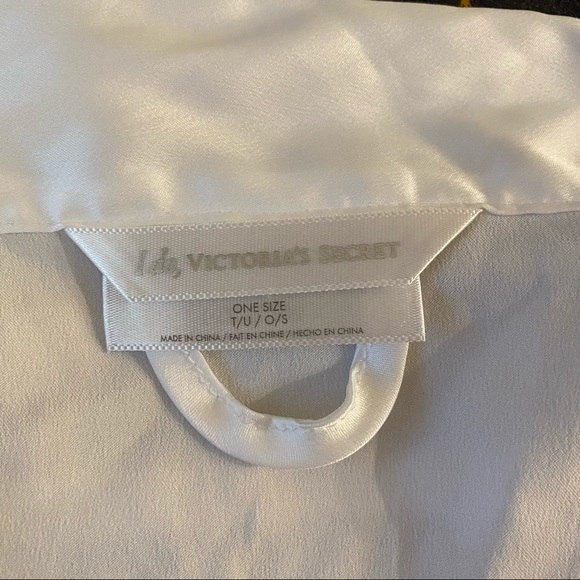 I do, VICTORIA'S SECRET
ONE SIZE
T/U / O/S
MADE IN CHINA / FAIT EN CHINE / HECHO EN CHINA